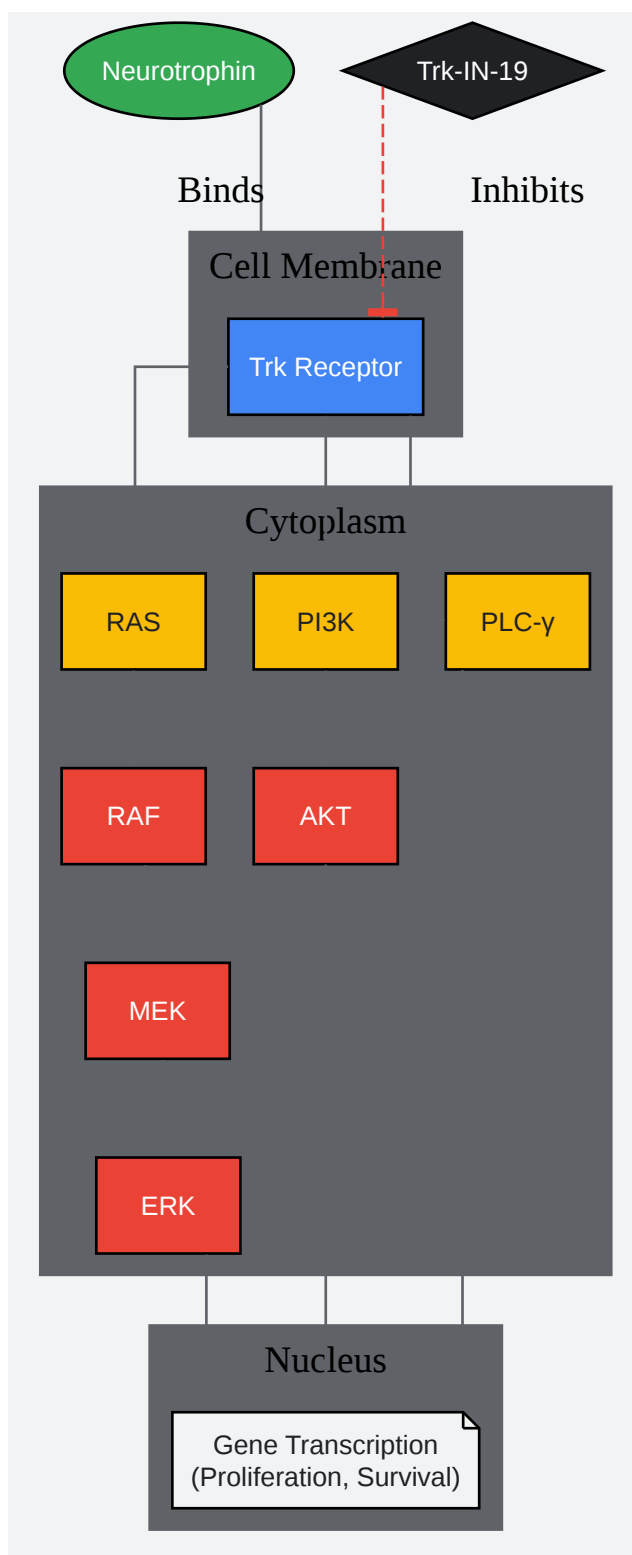 Neurotrophin
Trk-IN-19
Binds
Inhibits
Cell Membrane
Trk Receptor
Cytoplasm
RAS
PI3K
PLC-γ
RAF
AKT
MEK
ERK
Nucleus
Gene Transcription
(Proliferation, Survival)